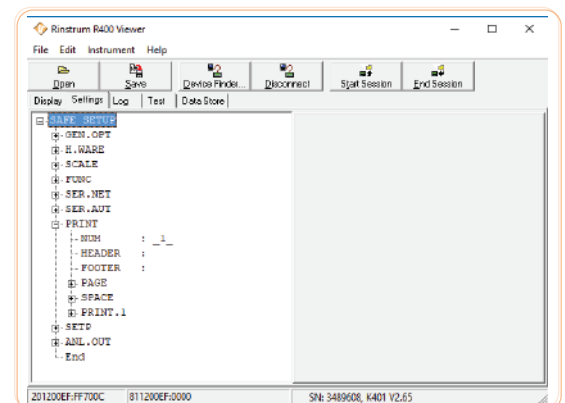 Rinstrum R400 Viewer
File Edit Instrument Help
Open Save Device Finder... Disconnect Start Session End Session
Display Settings Log Test Data Store
SAFE SETUP
GEN.OPT
H.WARE
SCALE
FUNC
SER.NET
SER.AUT
PRINT
NUM : _1_
HEADER :
FOOTER :
PAGE
SPACE
PRINT.1
SETP
ANL.OUT
End
201200EF:FF700C 811200EF:0000 SN: 3489608, K401 V2.65